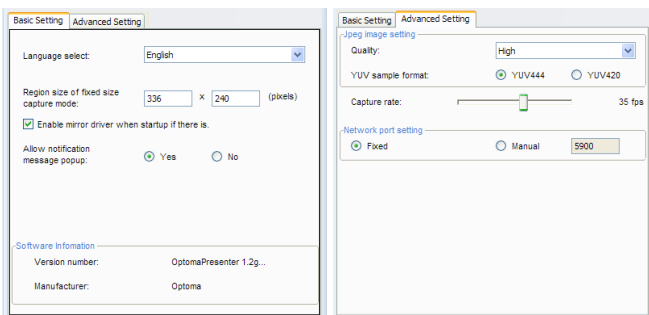 Basic Setting Advanced Setting
Language select: English
Region size of fixed size
capture mode: 336 x 240 (pixels)
Enable mirror driver when startup if there is.
Allow notification
message popup: Yes No
Software Infomation
Version number: OptomaPresenter 1.2g...
Manufacturer: Optoma
Basic Setting Advanced Setting
Jpeg image setting
Quality: High
YUV sample format: YUV444 YUV420
Capture rate: 35 fps
Network port setting
Fixed Manual 5900